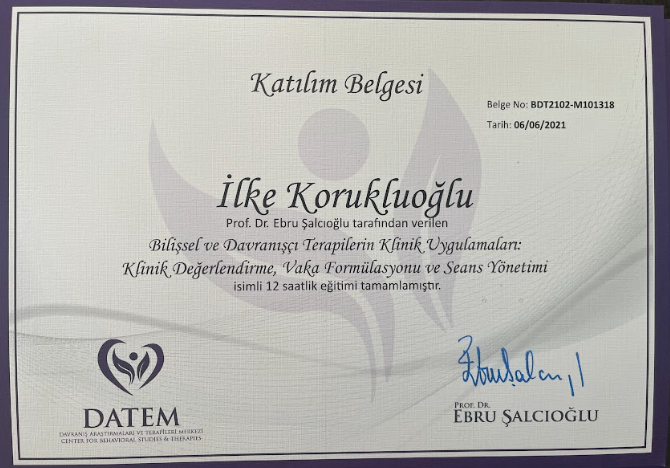 Katılım Belgesi
Belge No: BDT2102-M101318
Tarih: 06/06/2021
İlke Korukluoğlu
Prof. Dr. Ebru Şalcıoğlu tarafından verilen
Bilişsel ve Davranışçı Terapilerin Klinik Uygulamaları:
Klinik Değerlendirme, Vaka Formülasyonu ve Seans Yönetimi
isimli 12 saatlik eğitimi tamamlamıştır.
DATEM
DAVRANIŞ ARAŞTIRMALARI VE TERAPİLERİ MERKEZİ
CENTER FOR BEHAVIORAL STUDIES & THERAPIES
Ebru Şalcıoğlu
PROF. DR.
EBRU ŞALCIOĞLU